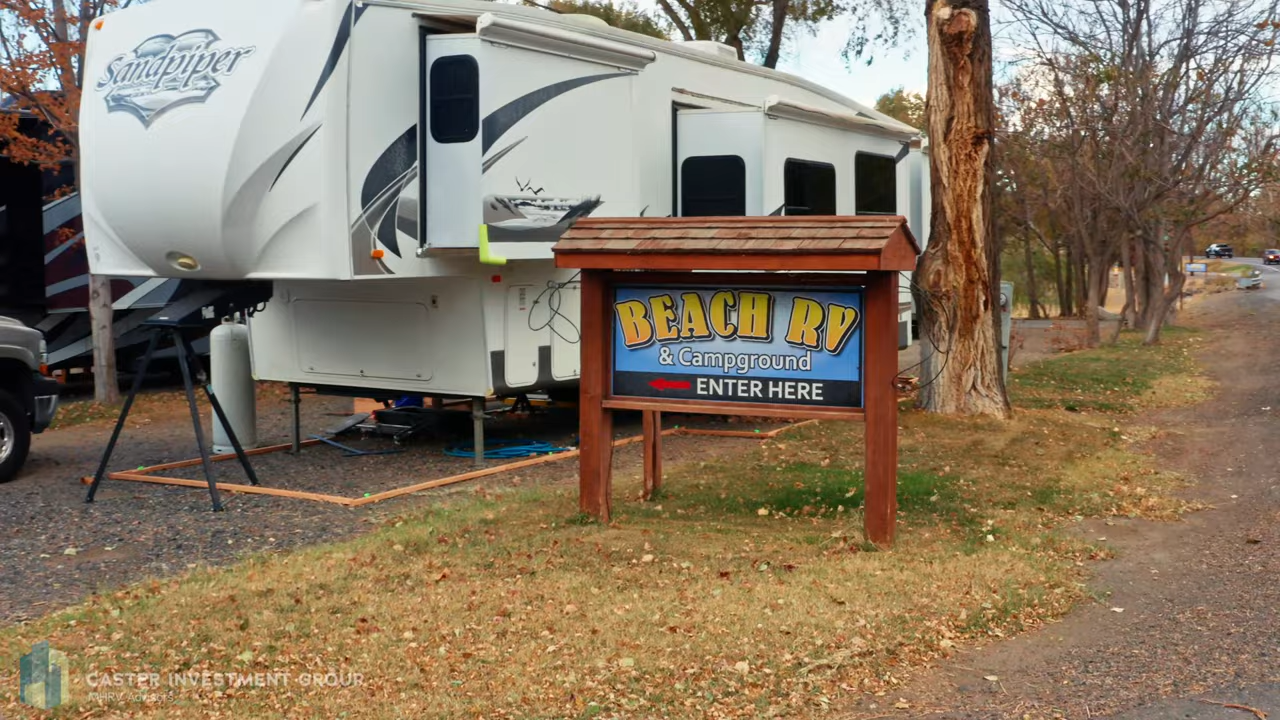 Sandpiper
BEACH RV
& Campground
ENTER HERE
CASTER INVESTMENT GROUP
MHRV Advisors